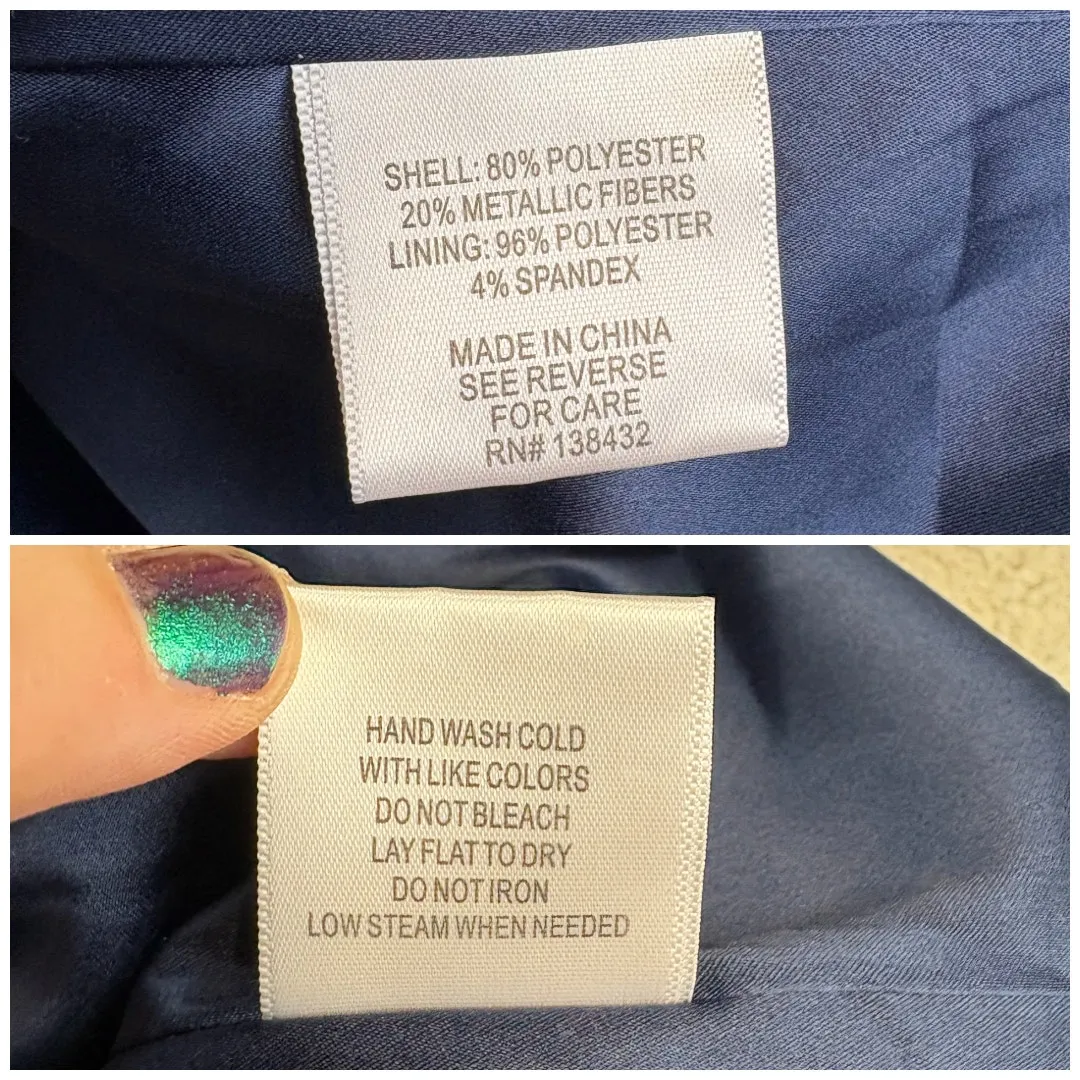 SHELL: 80% POLYESTER
20% METALLIC FIBERS
LINING: 96% POLYESTER
4% SPANDEX
MADE IN CHINA
SEE REVERSE
FOR CARE
RN# 138432
HAND WASH COLD
WITH LIKE COLORS
DO NOT BLEACH
LAY FLAT TO DRY
DO NOT IRON
LOW STEAM WHEN NEEDED